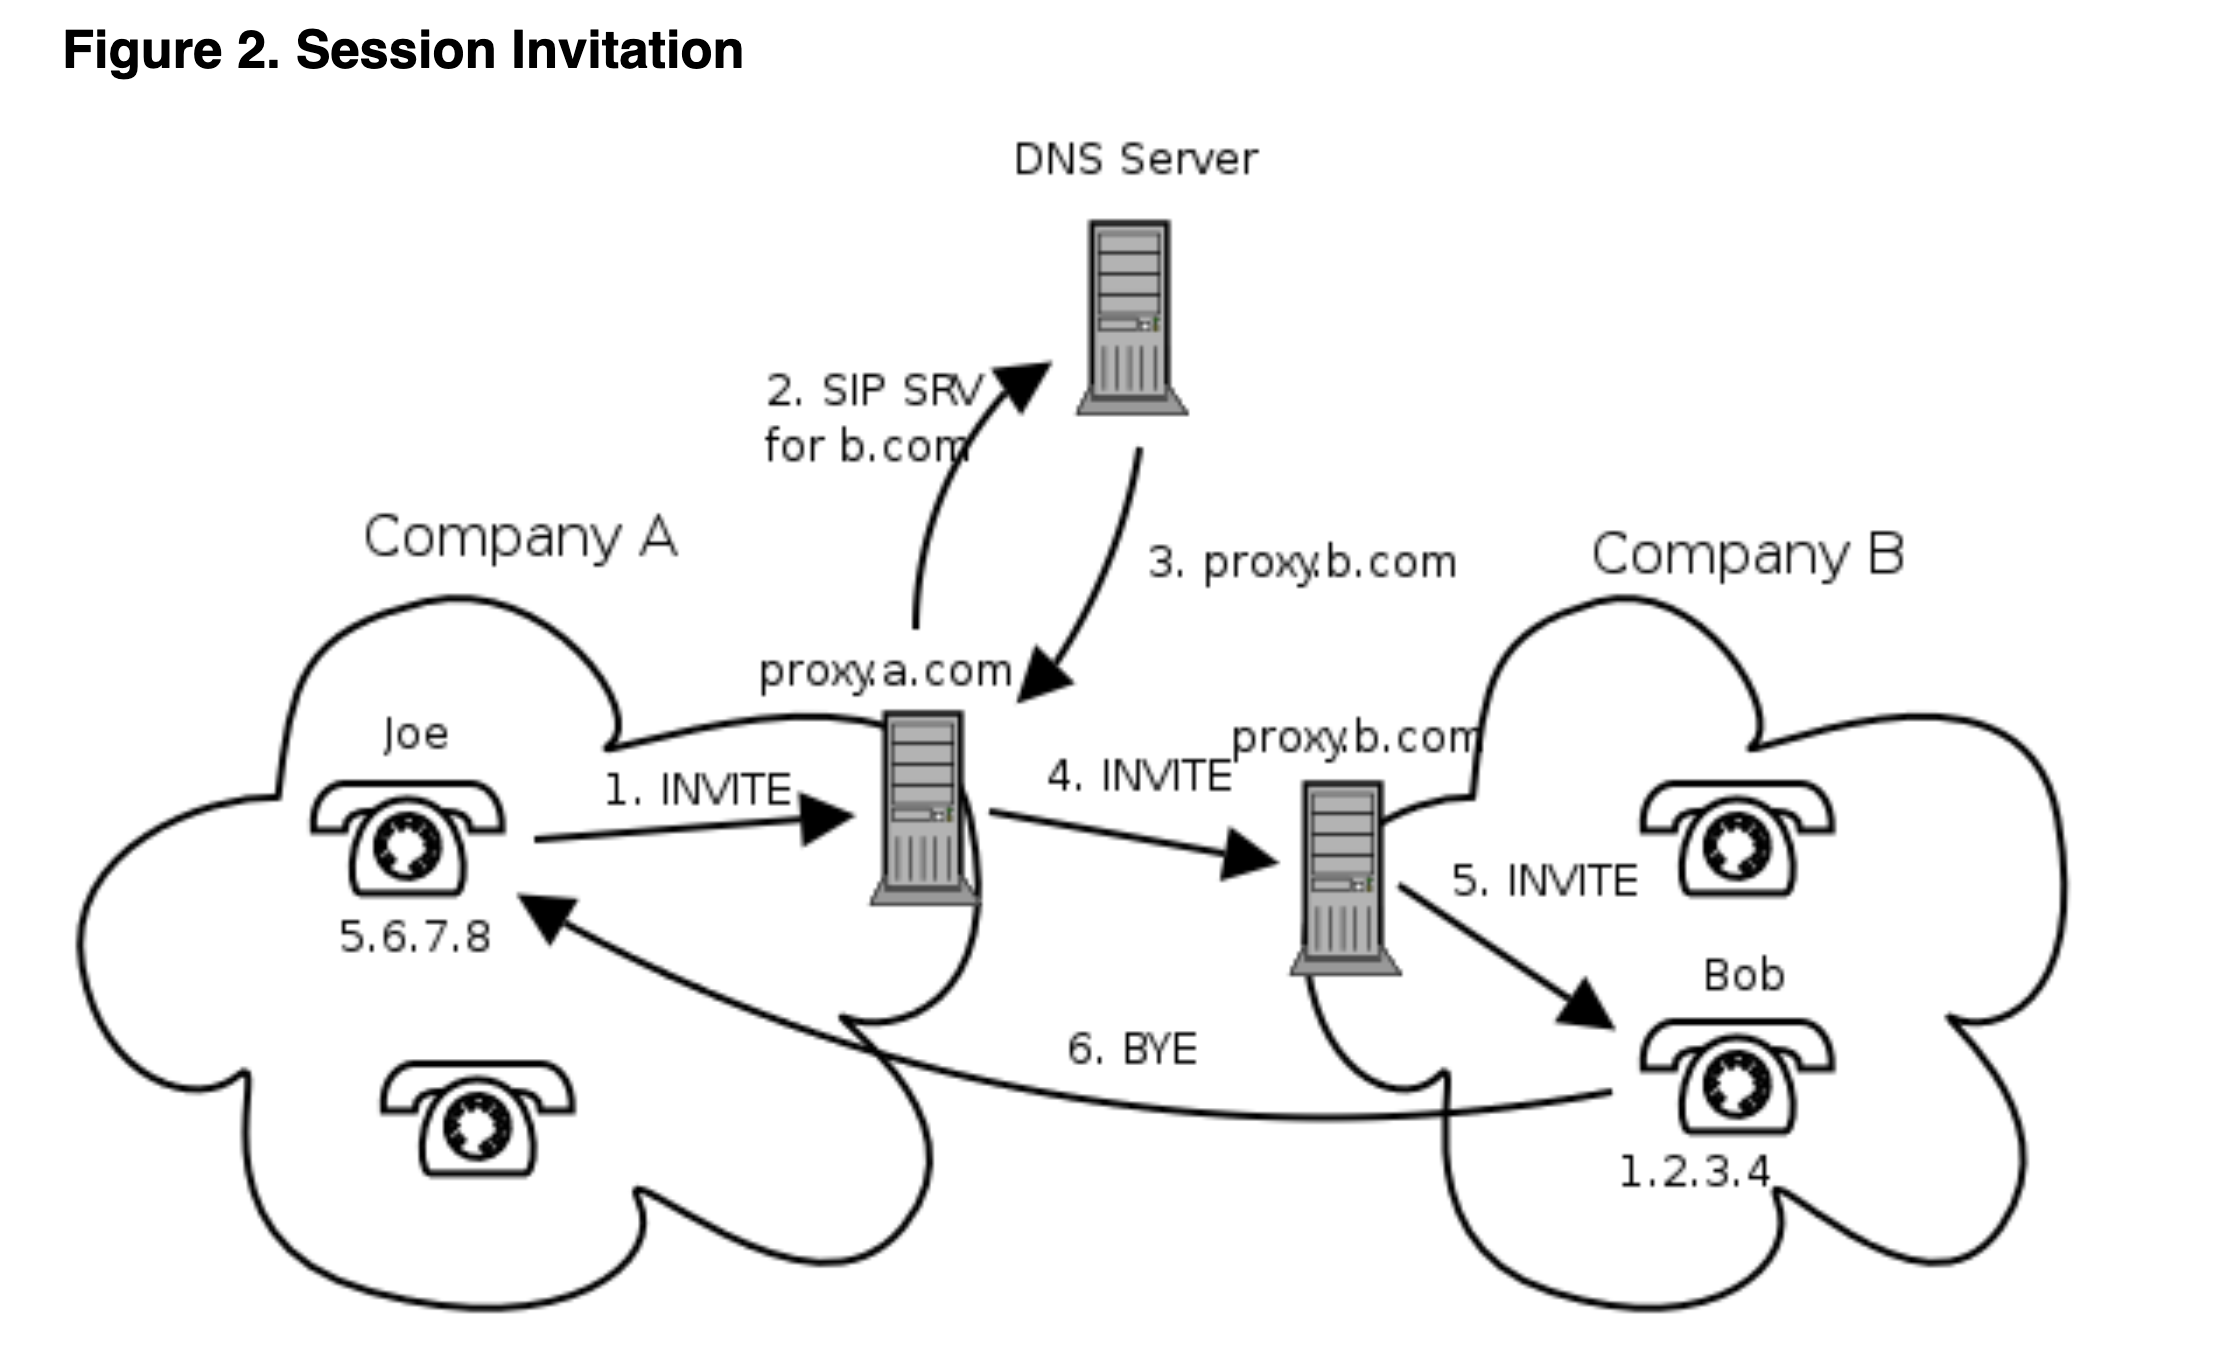 Figure 2. Session Invitation
DNS Server
2. SIP SRV
for b.com
Company A
Company B
3. proxy.b.com
proxy.a.com
proxy.b.com
Joe
1. INVITE
4. INVITE
5. INVITE
5.6.7.8
Bob
6. BYE
1.2.3.4